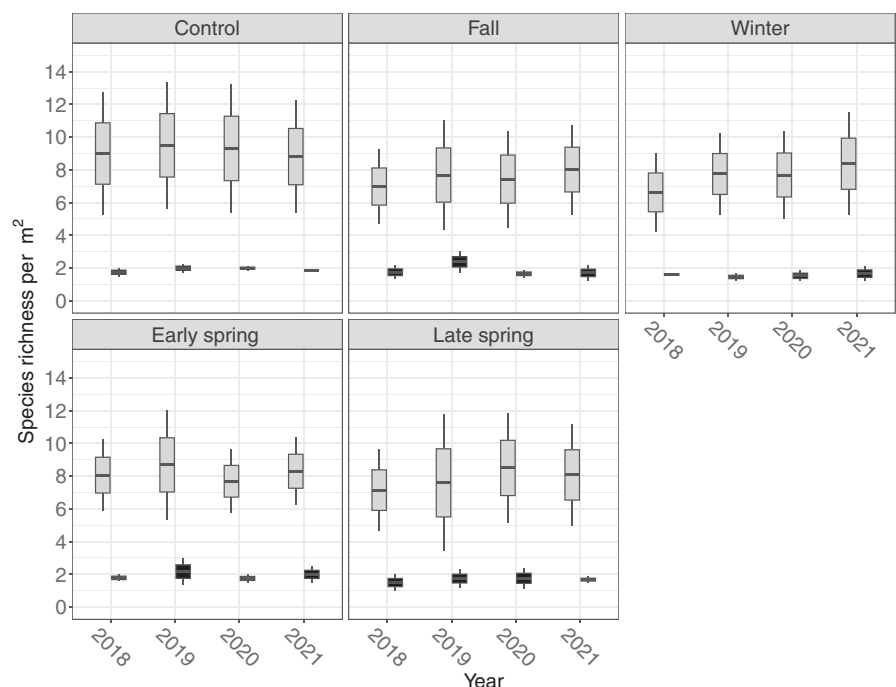 Control Fall Winter
14
12
10
8
6
4
2
0
2018 2019 2020 2021
Early spring Late spring
14
12
10
8
6
4
2
0
2018 2019 2020 2021 2018 2019 2020 2021
Species richness per m²
Year